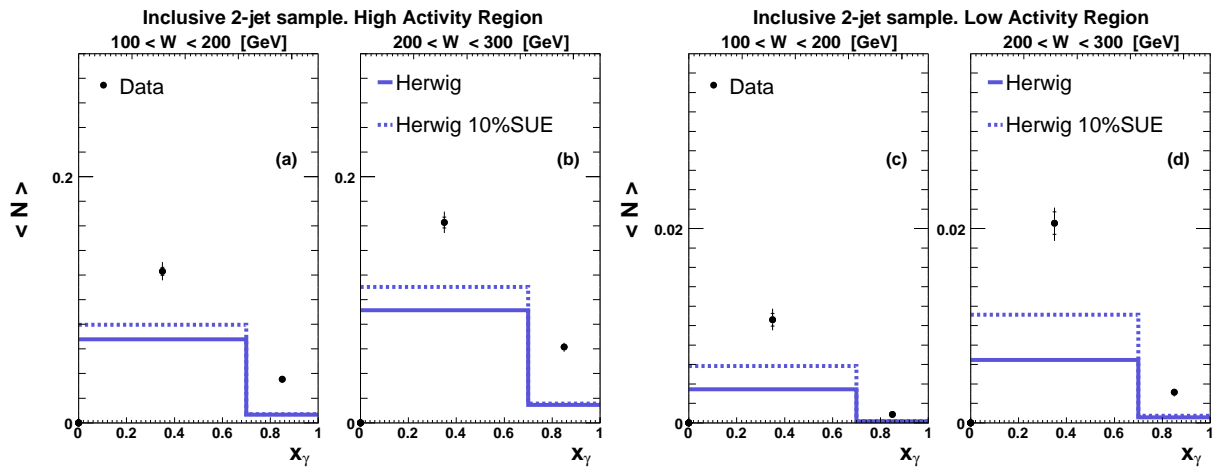 Inclusive 2-jet sample. High Activity Region
100 < W < 200 [GeV]
200 < W < 300 [GeV]
Data
Herwig
Herwig 10%SUE
(a)
(b)
0.2
0.2
< N >
0
0
0 0.2 0.4 0.6 0.8 1
0 0.2 0.4 0.6 0.8 1
xγ
xγ
Inclusive 2-jet sample. Low Activity Region
100 < W < 200 [GeV]
200 < W < 300 [GeV]
Data
Herwig
Herwig 10%SUE
(c)
(d)
0.02
0.02
< N >
0
0
0 0.2 0.4 0.6 0.8 1
0 0.2 0.4 0.6 0.8 1
xγ
xγ